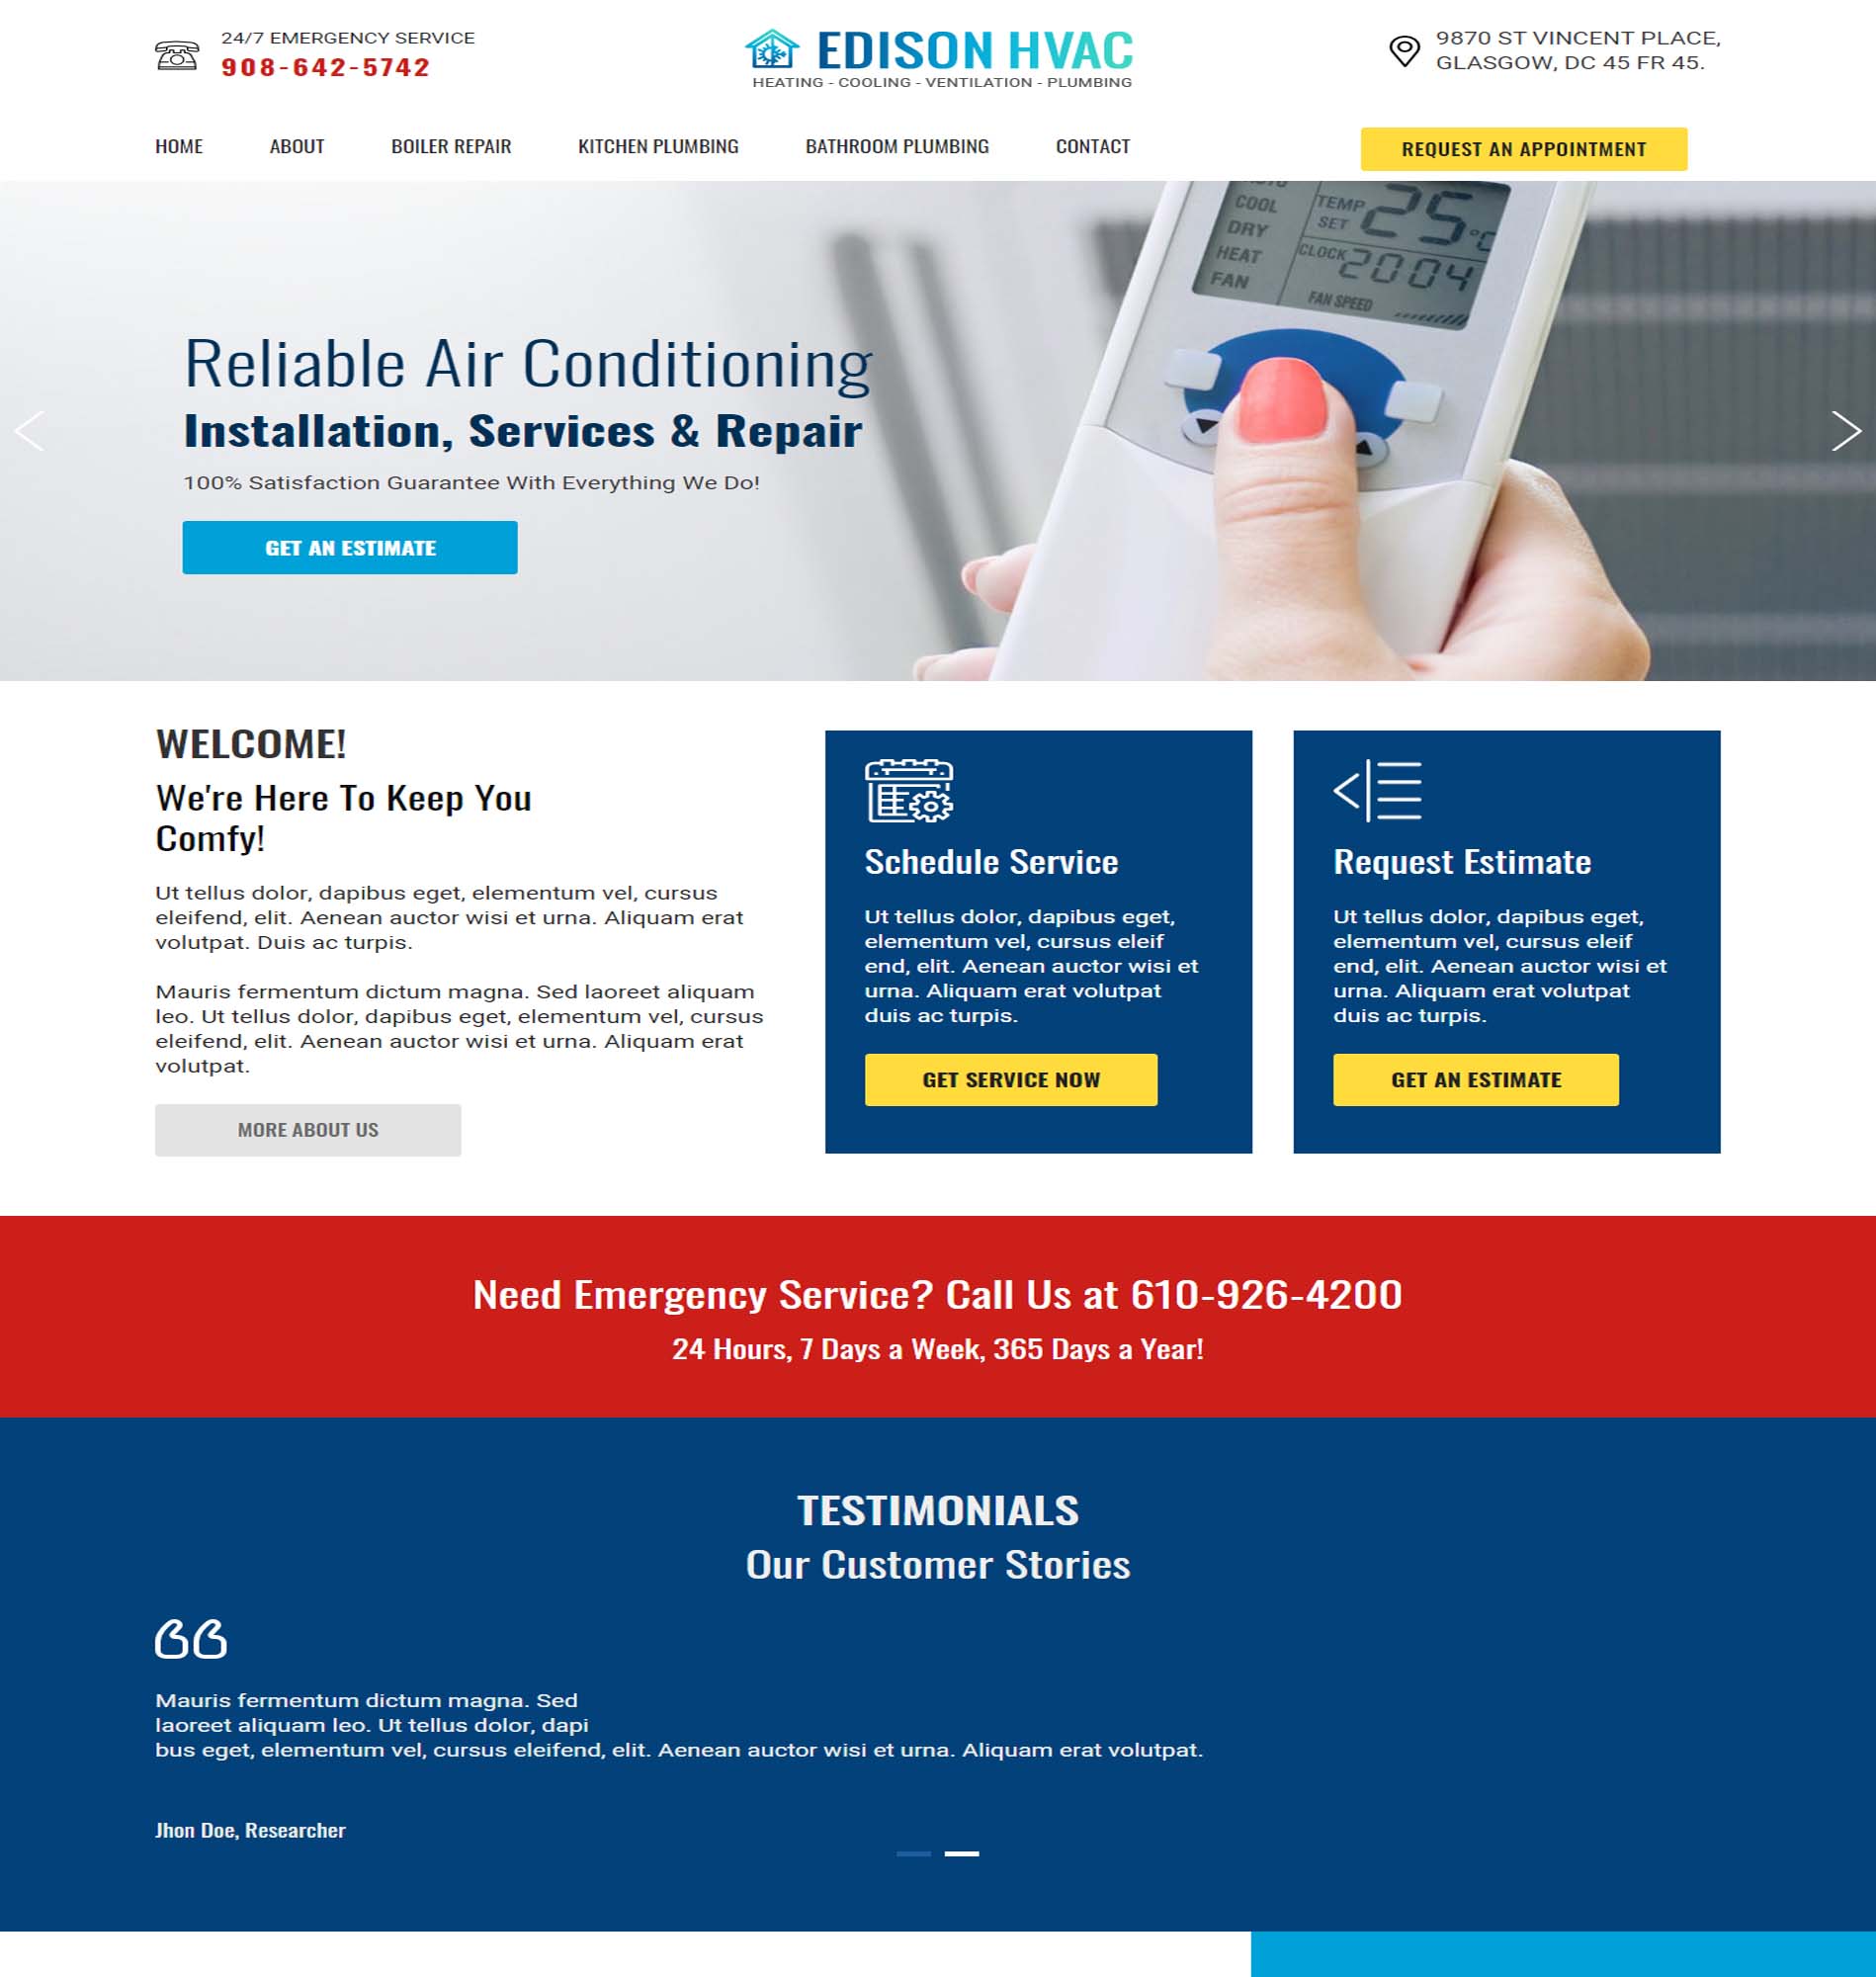 24/7 EMERGENCY SERVICE
908-642-5742
EDISON HVAC
HEATING - COOLING - VENTILATION - PLUMBING
9870 ST VINCENT PLACE,
GLASGOW, DC 45 FR 45.
HOME ABOUT BOILER REPAIR KITCHEN PLUMBING BATHROOM PLUMBING CONTACT
REQUEST AN APPOINTMENT
AUTO
COOL
DRY
HEAT
FAN
TEMP
SET
25°C
CLOCK
2004
FAN SPEED
Reliable Air Conditioning
Installation, Services & Repair
100% Satisfaction Guarantee With Everything We Do!
GET AN ESTIMATE
WELCOME!
We're Here To Keep You
Comfy!
Ut tellus dolor, dapibus eget, elementum vel, cursus
eleifend, elit. Aenean auctor wisi et urna. Aliquam erat
volutpat. Duis ac turpis.
Mauris fermentum dictum magna. Sed laoreet aliquam
leo. Ut tellus dolor, dapibus eget, elementum vel, cursus
eleifend, elit. Aenean auctor wisi et urna. Aliquam erat
volutpat.
MORE ABOUT US
Schedule Service
Ut tellus dolor, dapibus eget,
elementum vel, cursus eleif
end, elit. Aenean auctor wisi et
urna. Aliquam erat volutpat
duis ac turpis.
GET SERVICE NOW
Request Estimate
Ut tellus dolor, dapibus eget,
elementum vel, cursus eleif
end, elit. Aenean auctor wisi et
urna. Aliquam erat volutpat
duis ac turpis.
GET AN ESTIMATE
Need Emergency Service? Call Us at 610-926-4200
24 Hours, 7 Days a Week, 365 Days a Year!
TESTIMONIALS
Our Customer Stories
Mauris fermentum dictum magna. Sed
laoreet aliquam leo. Ut tellus dolor, dapi
bus eget, elementum vel, cursus eleifend, elit. Aenean auctor wisi et urna. Aliquam erat volutpat.
Jhon Doe, Researcher